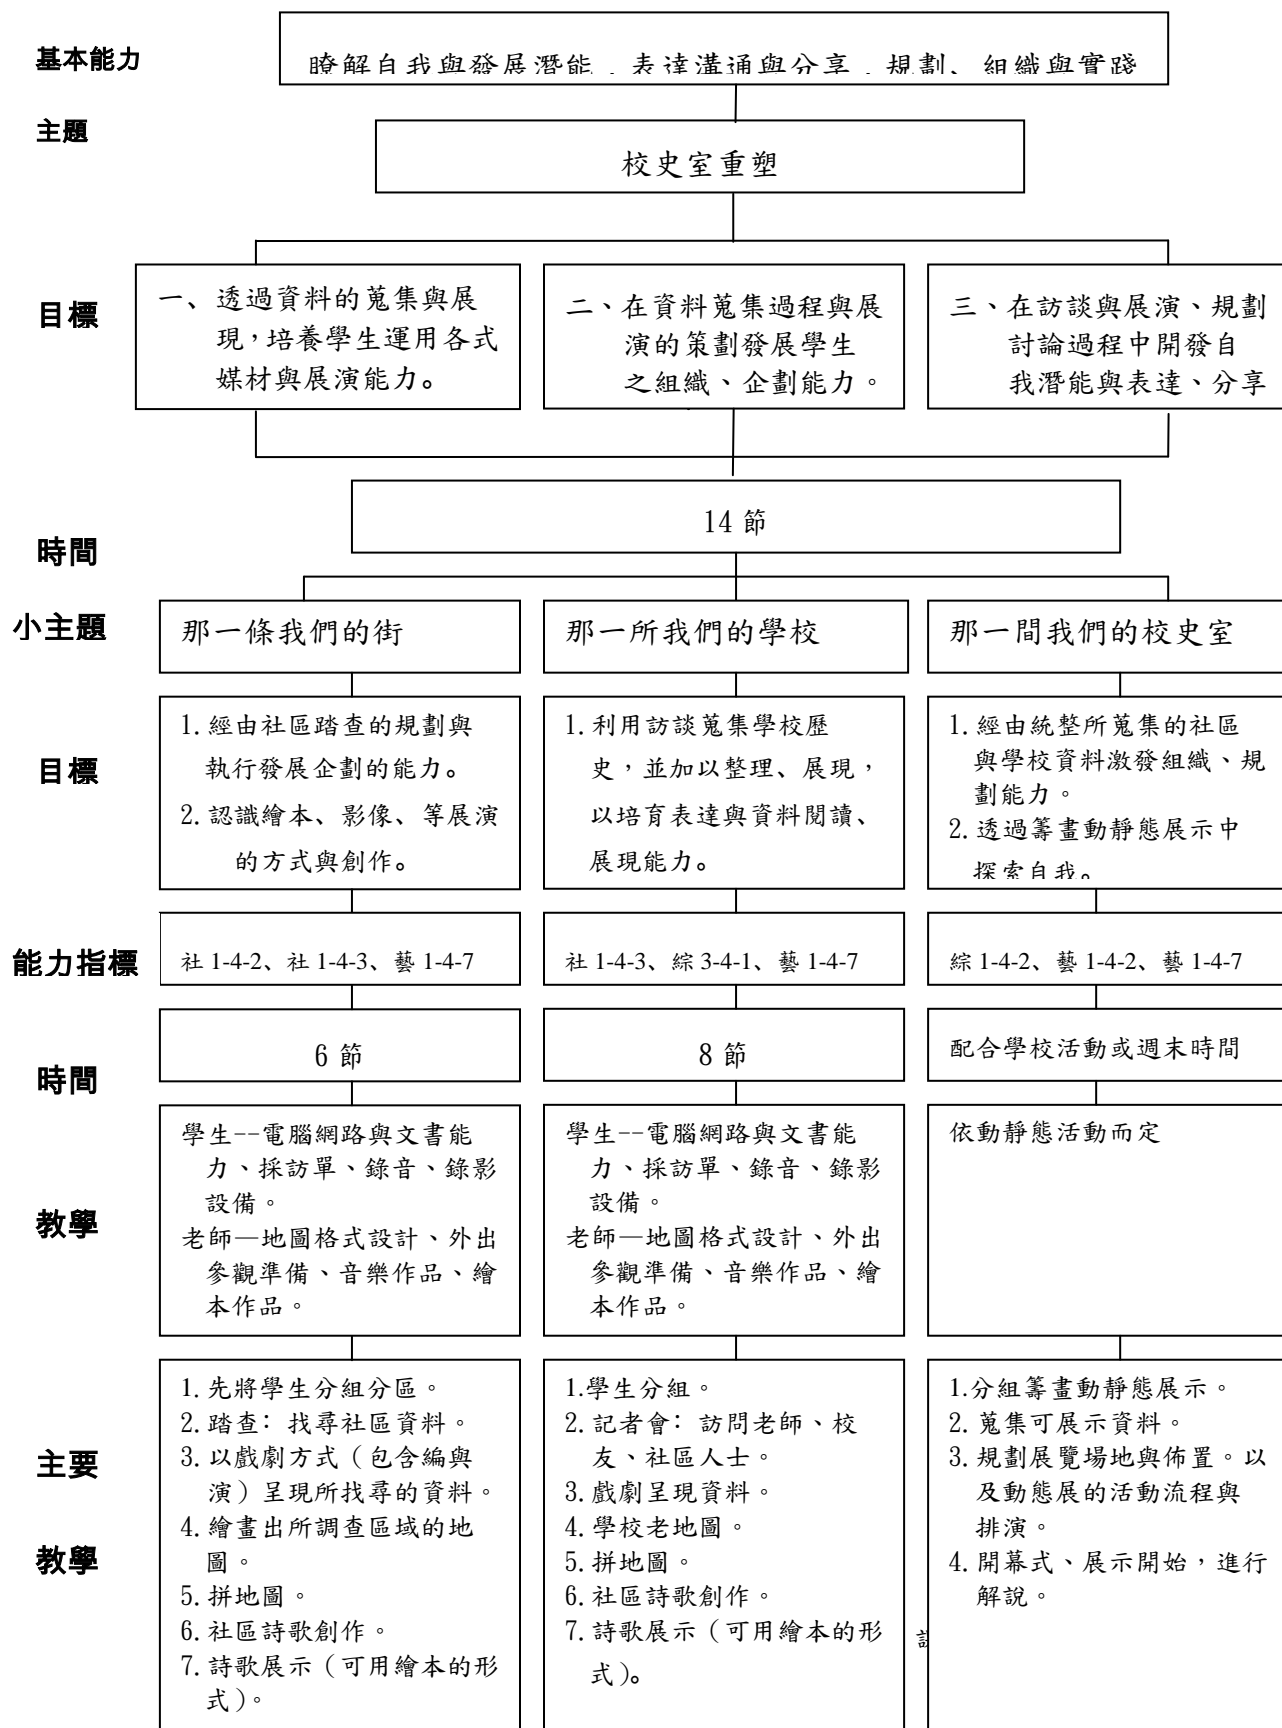 基本能力
瞭解自我與發展潛能﹐表達溝通與分享﹐規劃、組織與實踐
主題
校史室重塑
目標
一、透過資料的蒐集與展
現，培養學生運用各式
媒材與展演能力。
二、在資料蒐集過程與展
演的策劃發展學生
之組織、企劃能力。
三、在訪談與展演、規劃
討論過程中開發自
我潛能與表達、分享
時間
14 節
小主題
那一條我們的街
那一所我們的學校
那一間我們的校史室
目標
1. 經由社區踏查的規劃與
執行發展企劃的能力。
2. 認識繪本、影像、等展演
的方式與創作。
1. 利用訪談蒐集學校歷
史，並加以整理、展現，
以培育表達與資料閱讀、
展現能力。
1. 經由統整所蒐集的社區
與學校資料激發組織、規
劃能力。
2. 透過籌畫動靜態展示中
探索自我。
能力指標
社 1-4-2、社 1-4-3、藝 1-4-7
社 1-4-3、綜 3-4-1、藝 1-4-7
綜 1-4-2、藝 1-4-2、藝 1-4-7
時間
6 節
8 節
配合學校活動或週末時間
教學
學生--電腦網路與文書能
力、採訪單、錄音、錄影
設備。
老師—地圖格式設計、外出
參觀準備、音樂作品、繪
本作品。
學生--電腦網路與文書能
力、採訪單、錄音、錄影
設備。
老師—地圖格式設計、外出
參觀準備、音樂作品、繪
本作品。
依動靜態活動而定
主要
教學
1. 先將學生分組分區。
2. 踏查：找尋社區資料。
3. 以戲劇方式（包含編與
演）呈現所找尋的資料。
4. 繪畫出所調查區域的地
圖。
5. 拼地圖。
6. 社區詩歌創作。
7. 詩歌展示（可用繪本的形
式）。
1.學生分組。
2. 記者會：訪問老師、校
友、社區人士。
3. 戲劇呈現資料。
4. 學校老地圖。
5. 拼地圖。
6. 社區詩歌創作。
7. 詩歌展示（可用繪本的形
式）。
1.分組籌畫動靜態展示。
2. 蒐集可展示資料。
3. 規劃展覽場地與佈置。以
及動態展的活動流程與
排演。
4. 開幕式、展示開始，進行
解說。